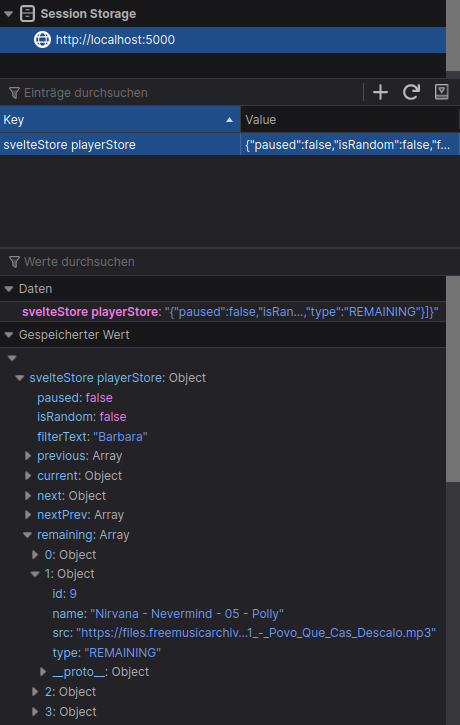 Session Storage
http://localhost:5000
Einträge durchsuchen
Key Value
svelteStore playerStore {"paused":false,"isRandom":false,"f...
Werte durchsuchen
Daten
svelteStore playerStore: "{"paused":false,"isRan...,"type":"REMAINING"}]}"
Gespeicherter Wert
svelteStore playerStore: Object
paused: false
isRandom: false
filterText: "Barbara"
previous: Array
current: Object
next: Object
nextPrev: Array
remaining: Array
0: Object
1: Object
id: 9
name: "Nirvana - Nevermind - 05 - Polly"
src: "https://files.freemusicarchiv...1_-_Povo_Que_Cas_Descalo.mp3"
type: "REMAINING"
__proto__: Object
2: Object
3: Object